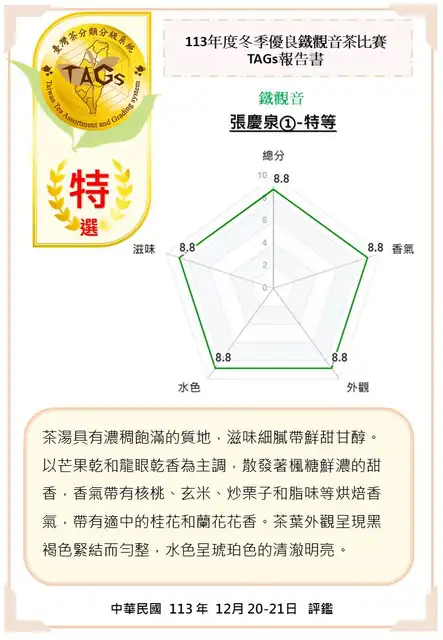 臺灣茶分類分級系統
TAGs
Taiwan Tea Assortment and Grading system
特
選
113年度冬季優良鐵觀音茶比賽
TAGs報告書
鐵觀音
張慶泉①-特等
總分
10
8.8
8
6
4
2
0
滋味
8.8
8.8
香氣
8.8
8.8
水色
外觀
茶湯具有濃稠飽滿的質地，滋味細膩帶鮮甜甘醇。
以芒果乾和龍眼乾香為主調，散發著楓糖鮮濃的甜
香，香氣帶有核桃、玄米、炒栗子和脂味等烘焙香
氣，帶有適中的桂花和蘭花花香。茶葉外觀呈現黑
褐色緊結而勻整，水色呈琥珀色的清澈明亮。
中華民國 113 年 12月 20-21日 評鑑